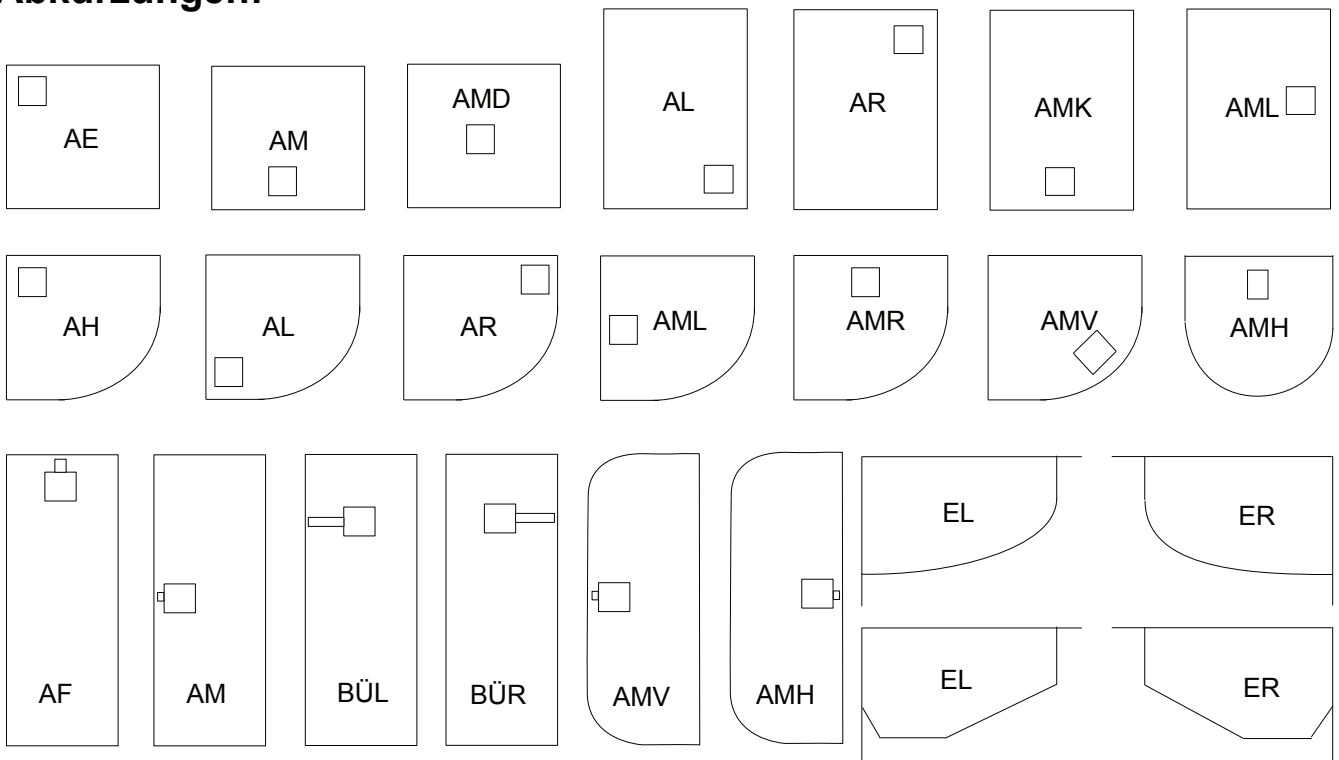 Abkürzungen:
AE
AM
AMD
AL
AR
AMK
AML
AH
AL
AR
AML
AMR
AMV
AMH
AF
AM
BÜL
BÜR
AMV
AMH
EL
ER
EL
ER